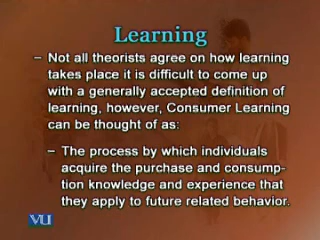 Learning
– Not all theorists agree on how learning
takes place it is difficult to come up
with a generally accepted definition of
learning, however, Consumer Learning
can be thought of as:
– The process by which individuals
acquire the purchase and consump-
tion knowledge and experience that
they apply to future related behavior.
VU